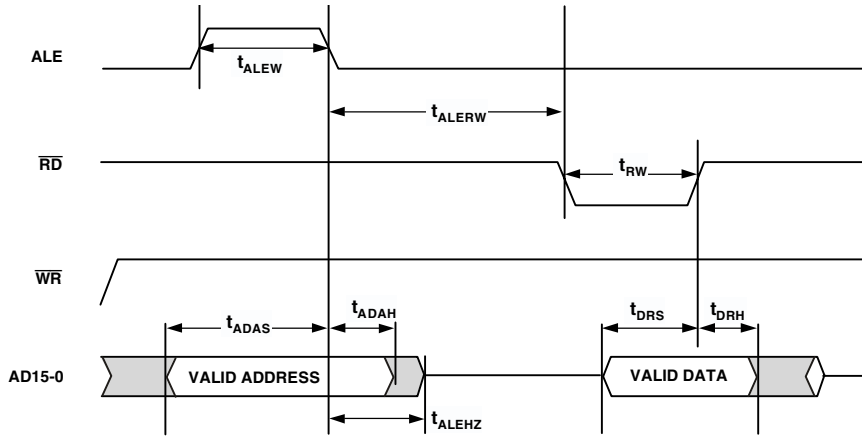 ALE
tALEW
tALERW
RD
tRW
WR
tADAS
tADAH
tDRS
tDRH
AD15-0
VALID ADDRESS
VALID DATA
tALEHZ